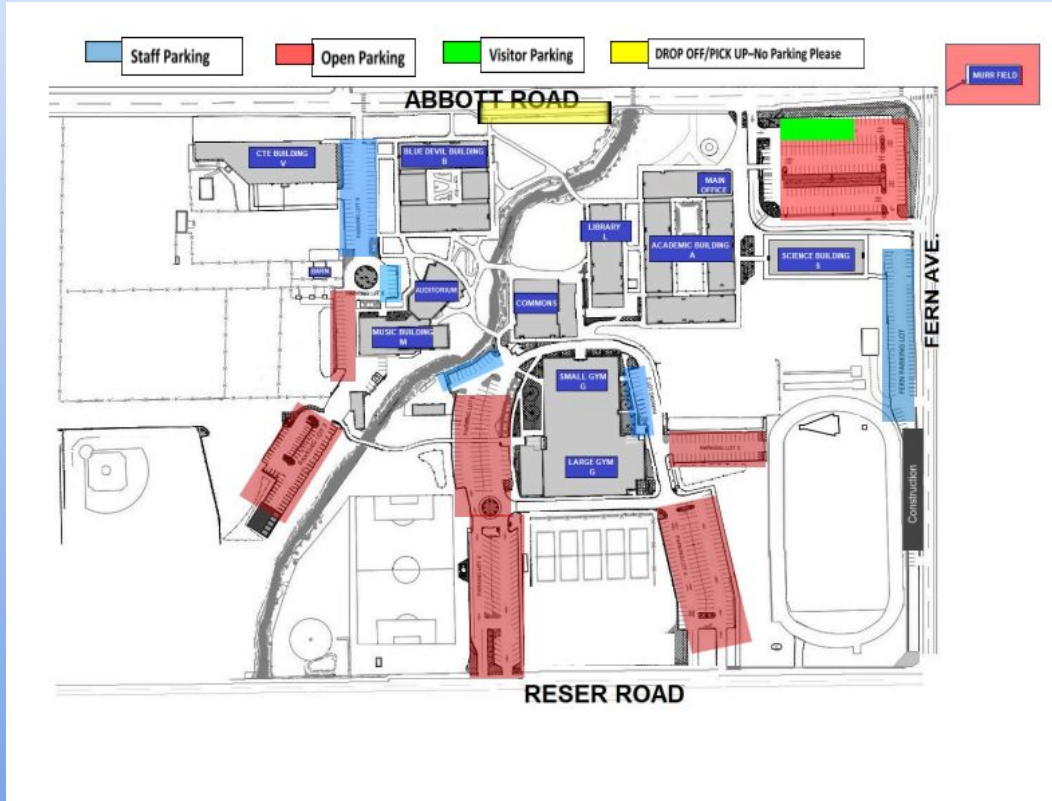 Staff Parking
Open Parking
Visitor Parking
DROP OFF/PICK UP–No Parking Please
MURR FIELD
ABBOTT ROAD
CTE BUILDING
V
BLUE DEVIL BUILDING
B
MAIN
OFFICE
LIBRARY
L
ACADEMIC BUILDING
A
SCIENCE BUILDING
S
FERN AVE.
BARN
AUDITORIUM
COMMONS
MUSIC BUILDING
M
FERN PARKING LOT
SMALL GYM
G
LARGE GYM
G
Construction
RESER ROAD